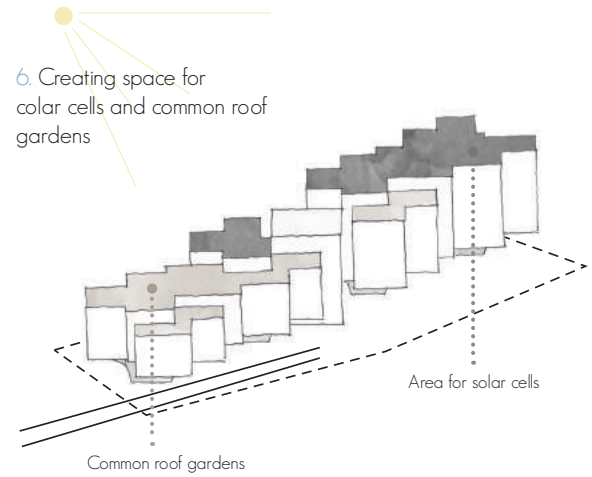 6. Creating space for
colar cells and common roof
gardens
Area for solar cells
Common roof gardens